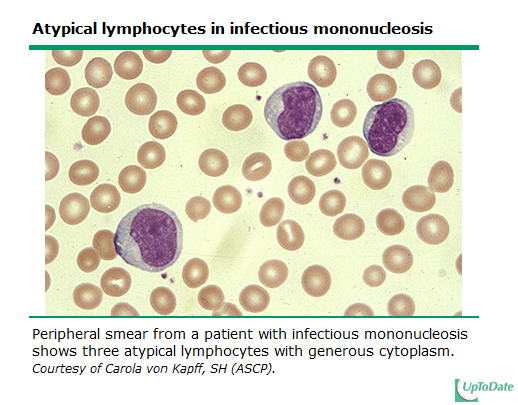 Atypical lymphocytes in infectious mononucleosis
Peripheral smear from a patient with infectious mononucleosis
shows three atypical lymphocytes with generous cytoplasm.
Courtesy of Carola von Kapff, SH (ASCP).
UpToDate